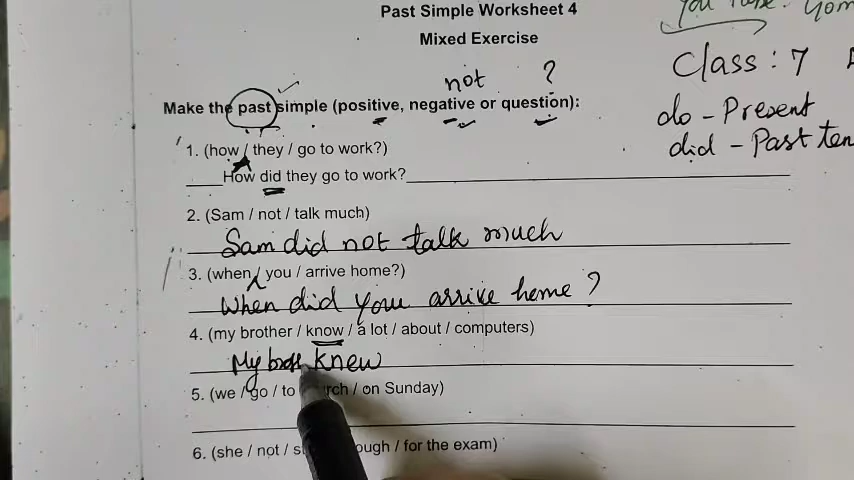 Past Simple Worksheet 4
Mixed Exercise
Class : 7
not ?
Make the past simple (positive, negative or question):
do - Present
did - Past ten
1. (how / they / go to work?)
How did they go to work?
2. (Sam / not / talk much)
Sam did not talk much
3. (when / you / arrive home?)
When did you arrive home ?
4. (my brother / know / a lot / about / computers)
My knew
5. (we / go / to / on Sunday)
6. (she / not / / for the exam)